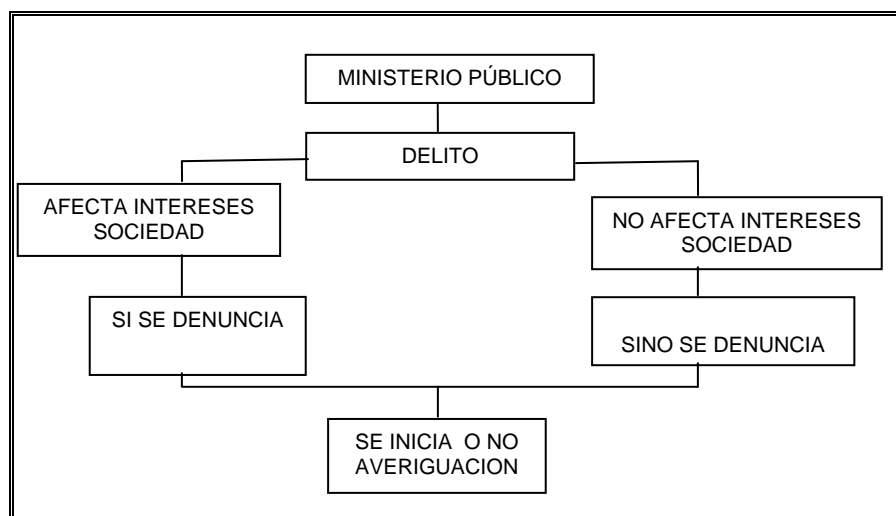 MINISTERIO PÚBLICO
DELITO
AFECTA INTERESES
SOCIEDAD
NO AFECTA INTERESES
SOCIEDAD
SI SE DENUNCIA
SINO SE DENUNCIA
SE INICIA O NO
AVERIGUACION